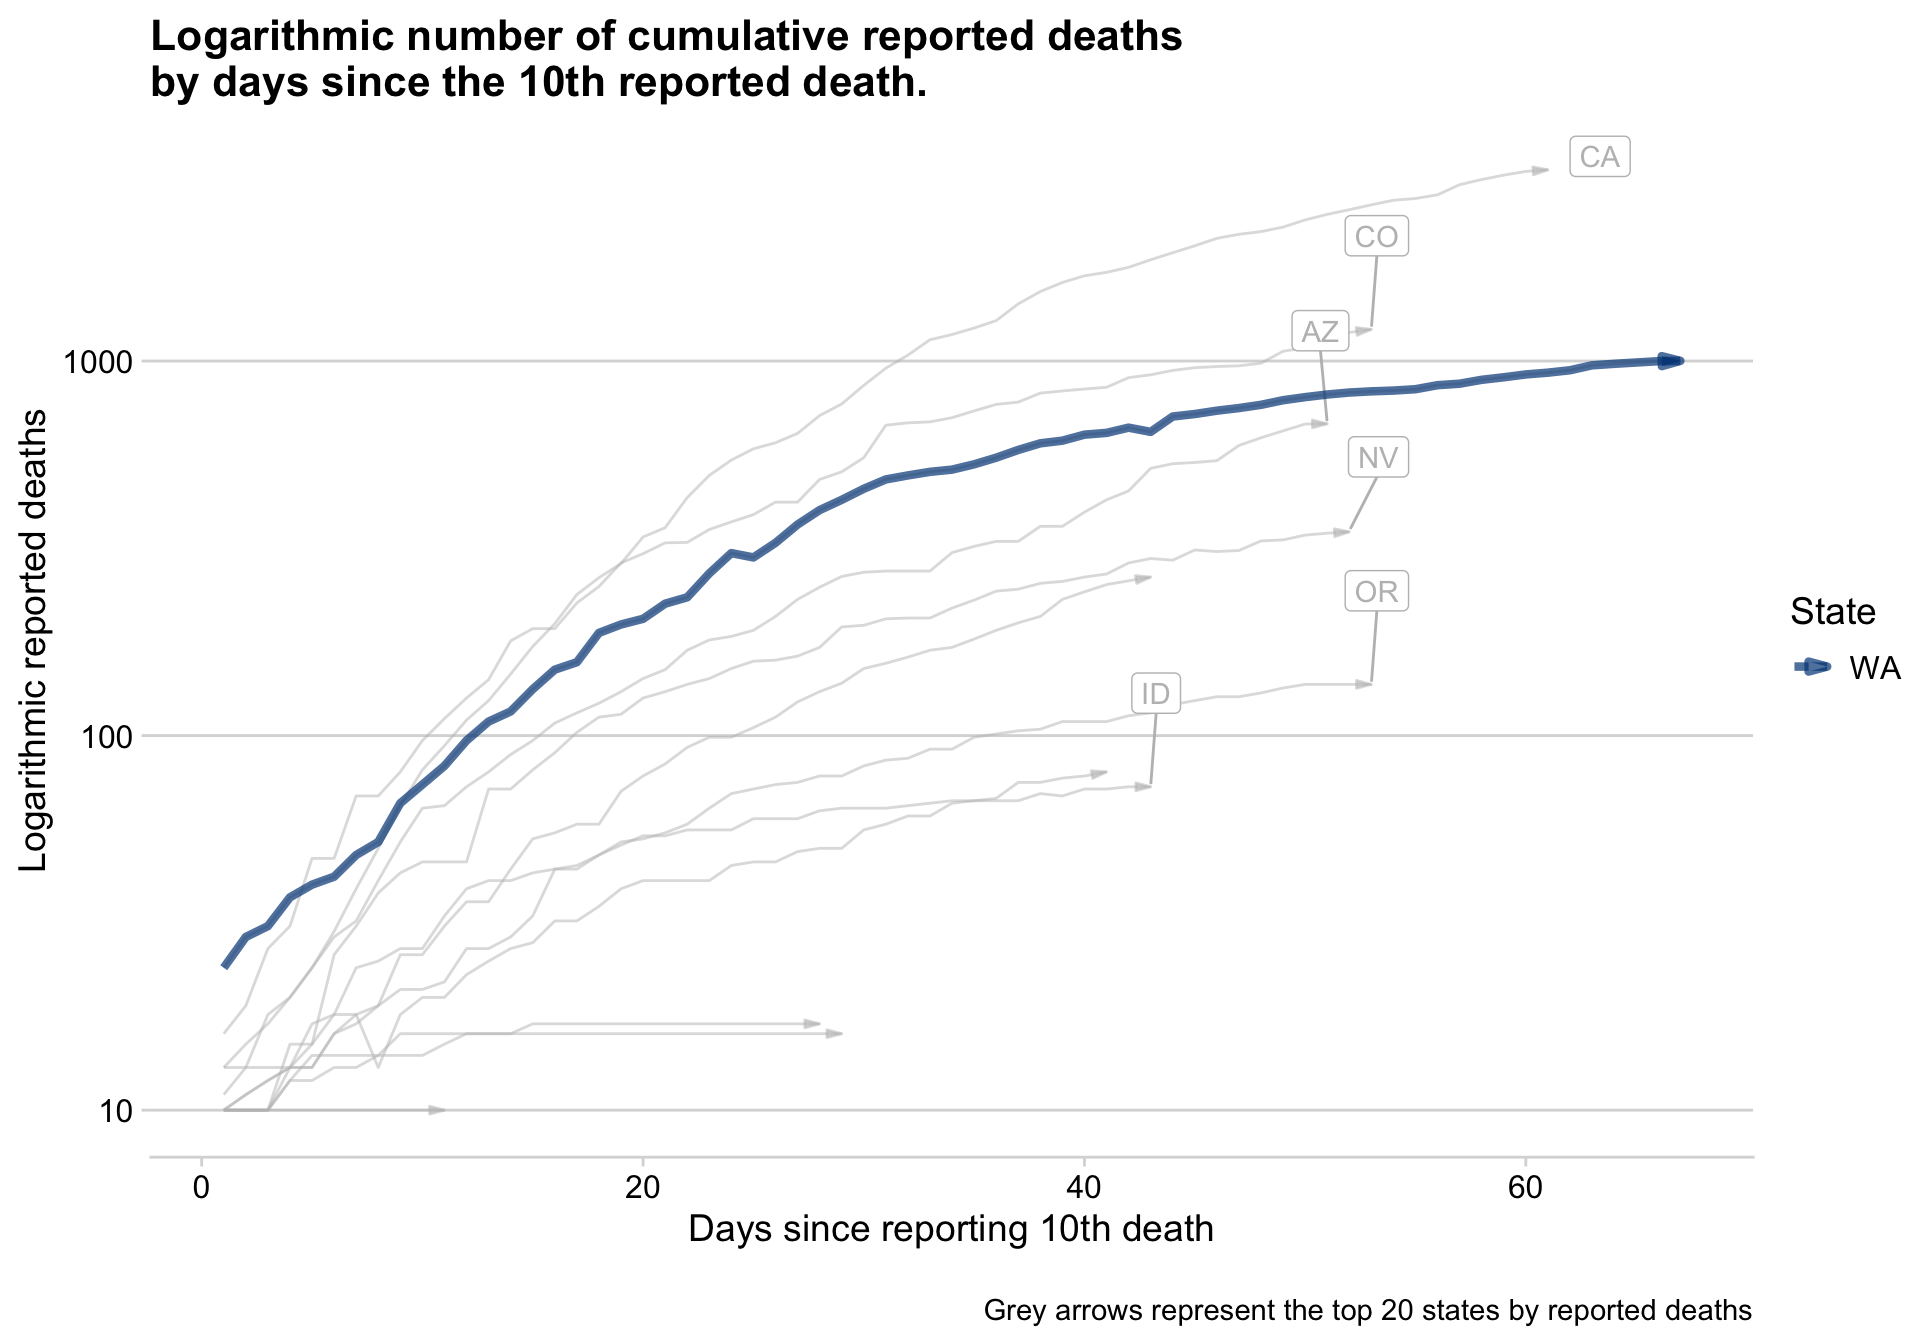 Logarithmic number of cumulative reported deaths
by days since the 10th reported death.
CA
CO
AZ
NV
OR
ID
1000
100
10
Logarithmic reported deaths
0 20 40 60
Days since reporting 10th death
State
WA
Grey arrows represent the top 20 states by reported deaths